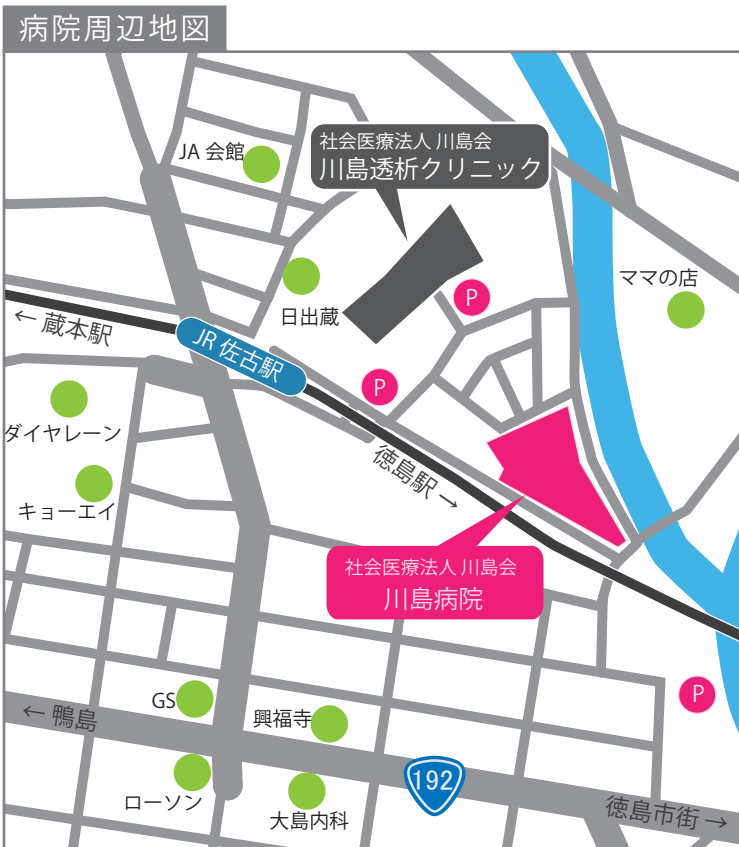 病院周辺地図
社会医療法人 川島会
川島透析クリニック
JA 会館
ママの店
P
日出蔵
← 蔵本駅
JR 佐古駅
P
ダイヤレーン
徳島駅 →
キョーエイ
社会医療法人 川島会
川島病院
P
GS
← 鴨島
興福寺
192
ローソン
大島内科
徳島市街 →